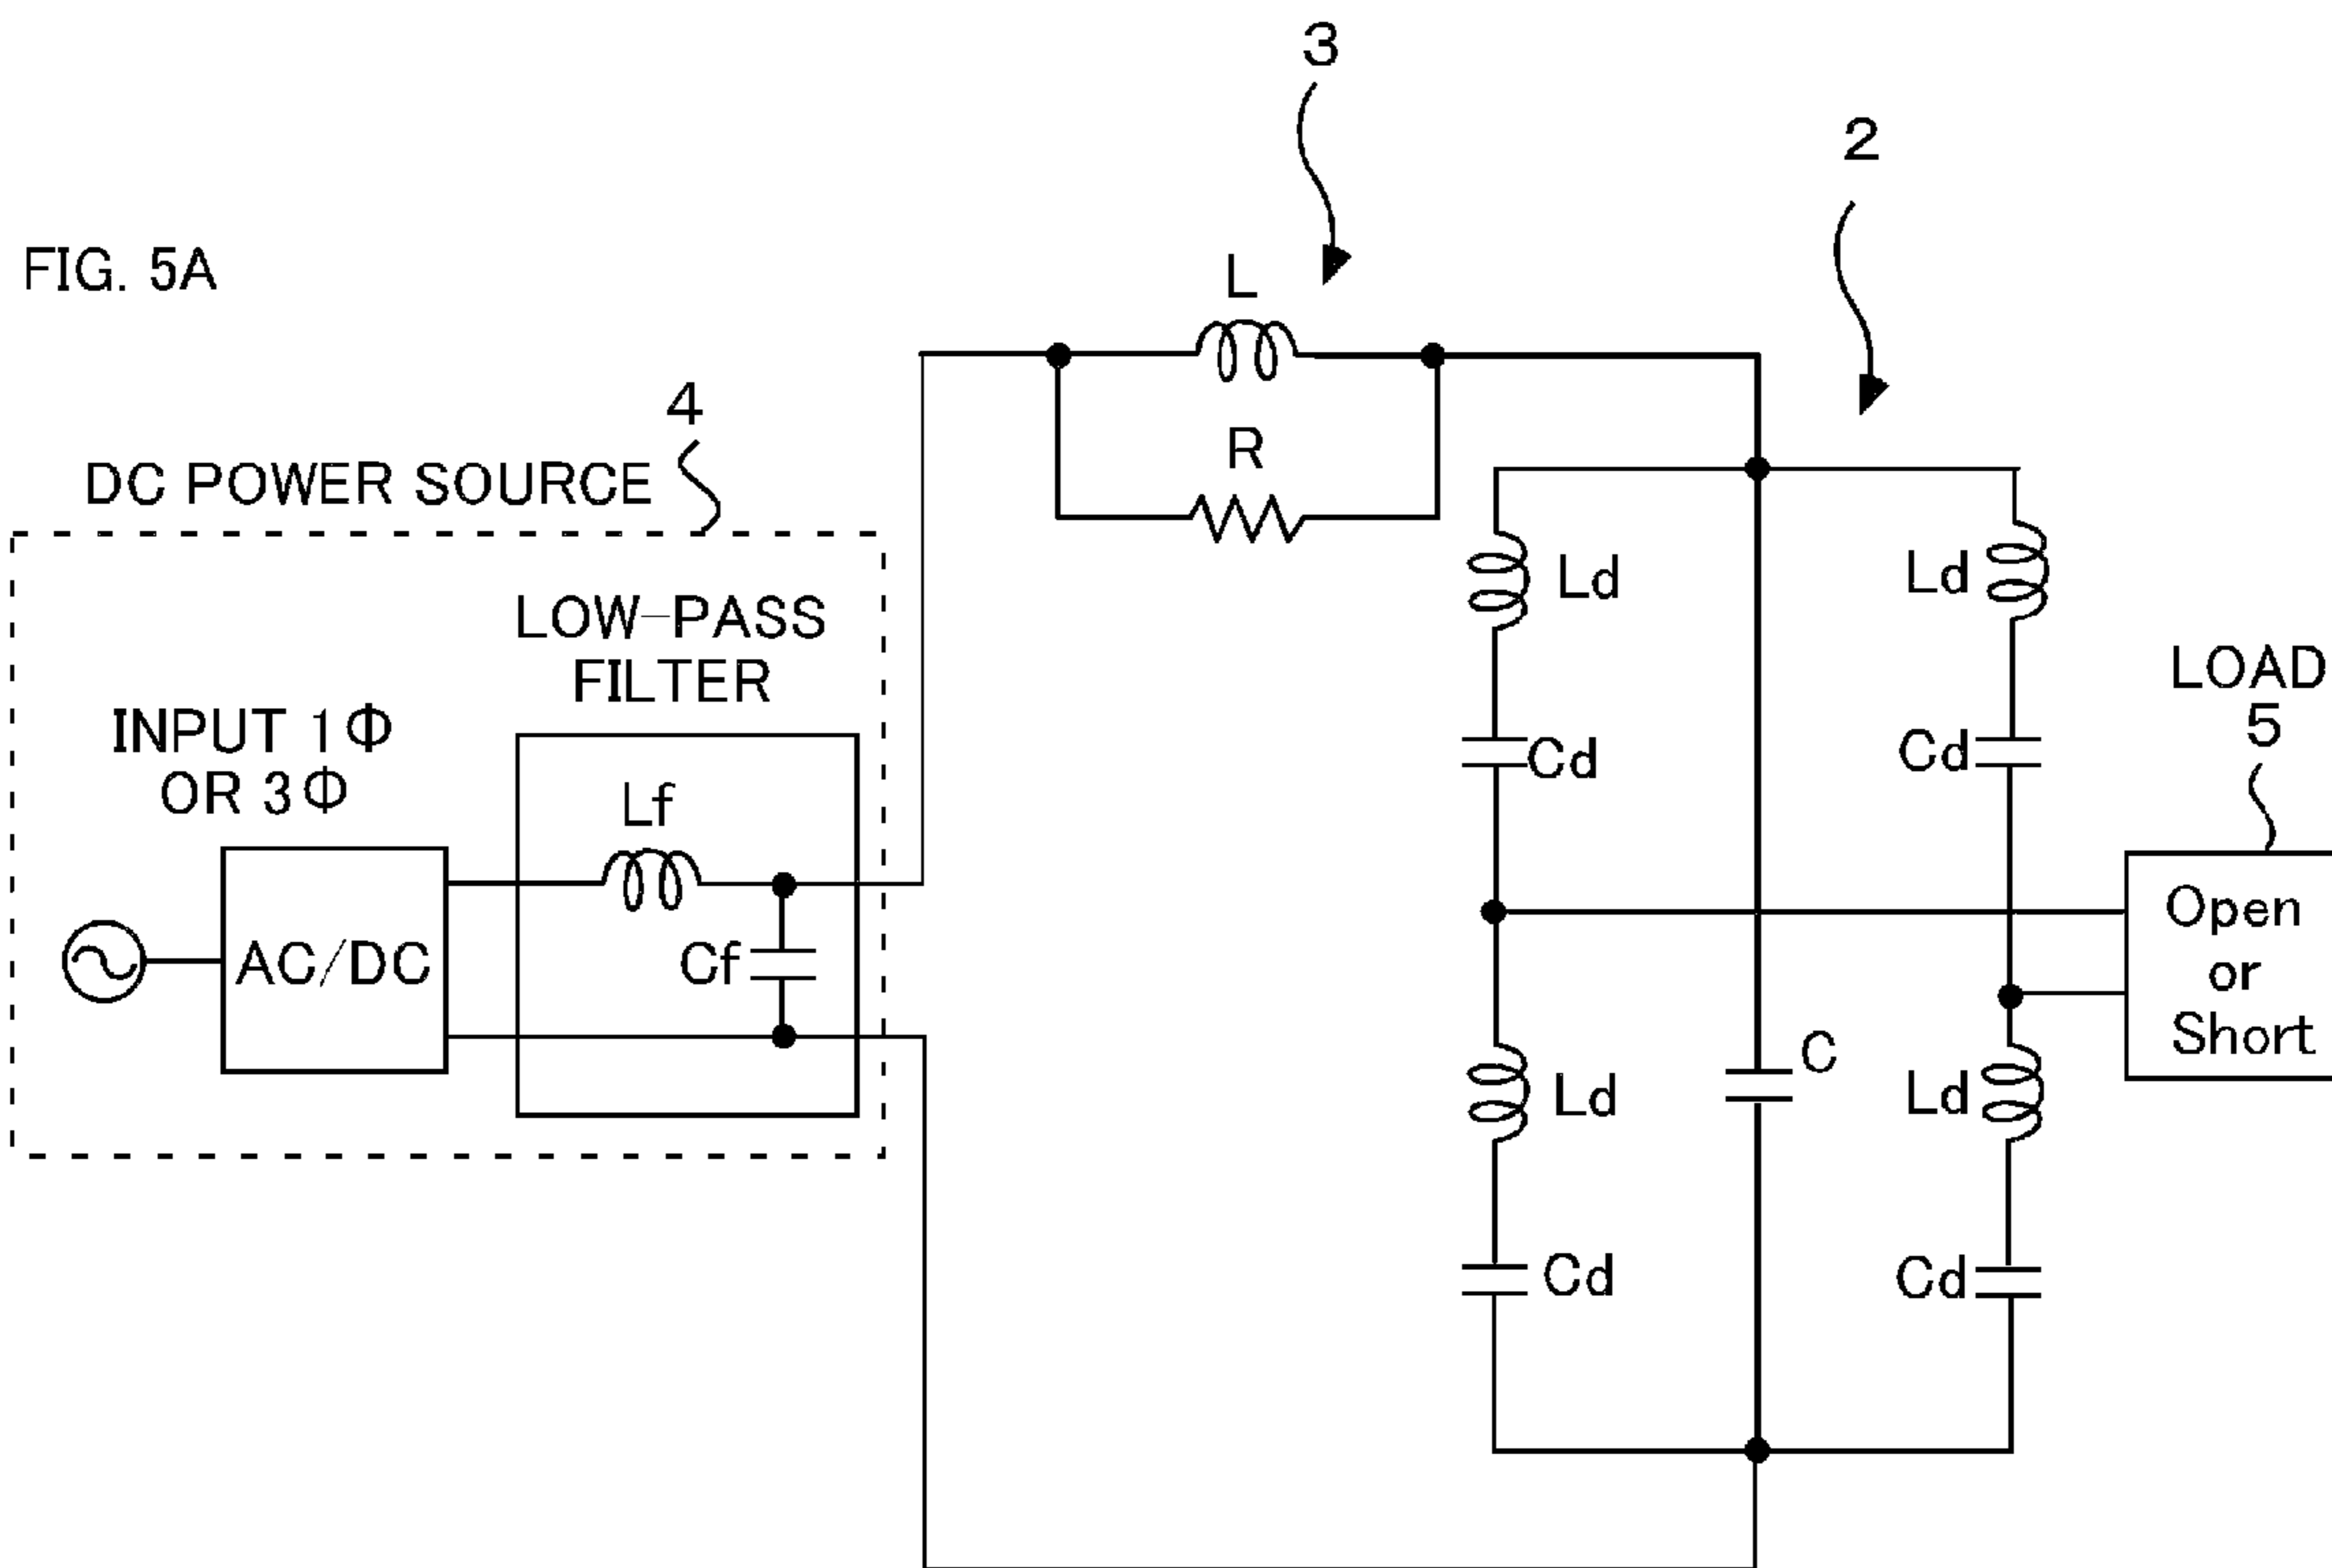 3
2
FIG. 5A
L
4
R
DC POWER SOURCE
LOW-PASS
FILTER
Ld
Ld
LOAD
5
INPUT 1Φ
OR 3Φ
Cd
Cd
Lf
Open
or
Short
AC/DC
Cf
C
Ld
Ld
Cd
Cd